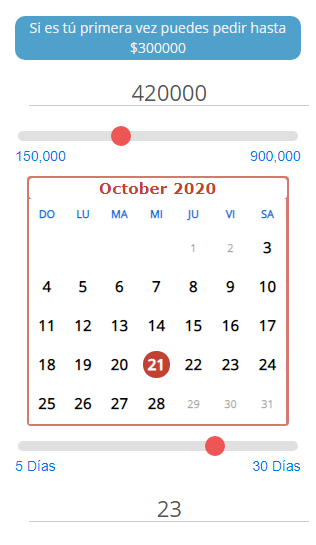 Si es tú primera vez puedes pedir hasta
$300000
420000
150,000 900,000
October 2020
DO LU MA MI JU VI SA
1 2 3
4 5 6 7 8 9 10
11 12 13 14 15 16 17
18 19 20 21 22 23 24
25 26 27 28 29 30 31
5 Días 30 Días
23